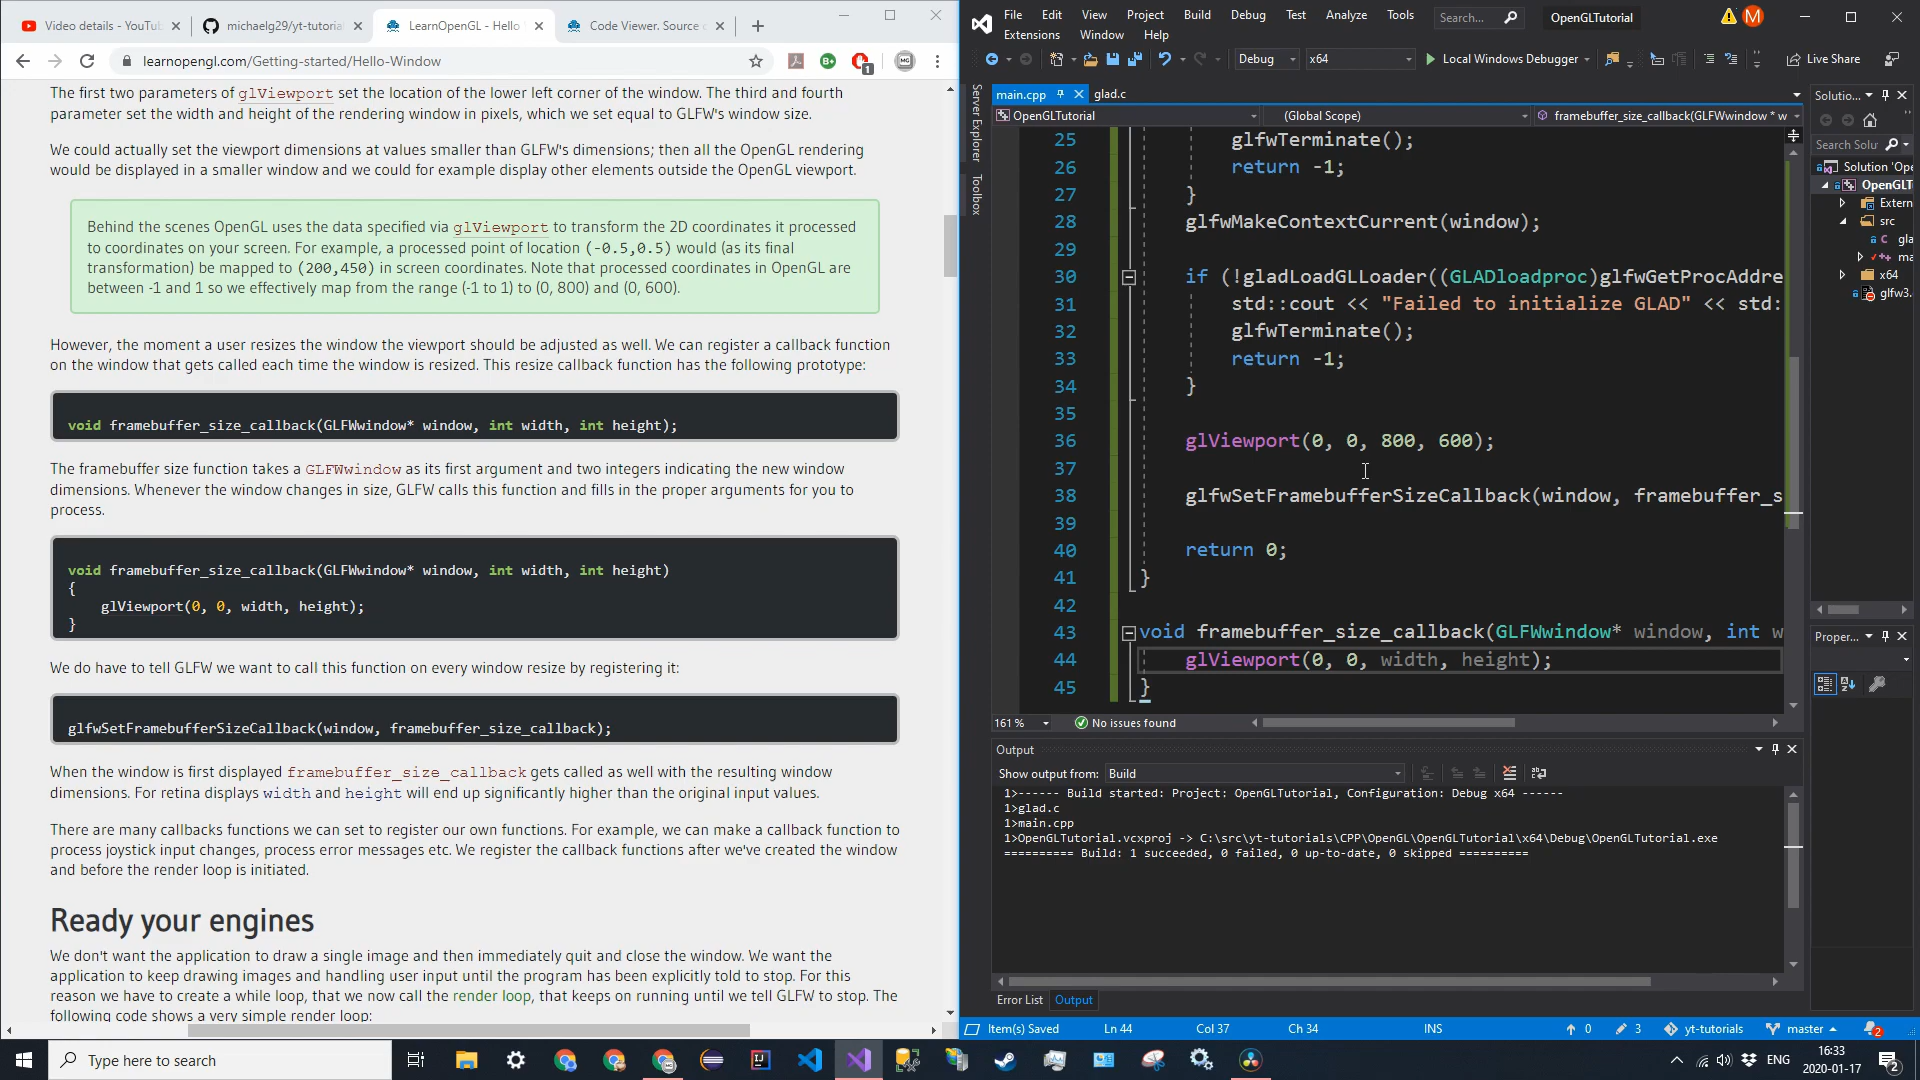 Video details - YouTub
michaelg29/yt-tutorial
LearnOpenGL - Hello
Code Viewer. Source c
learnopengl.com/Getting-started/Hello-Window
The first two parameters of glViewport set the location of the lower left corner of the window. The third and fourth
parameter set the width and height of the rendering window in pixels, which we set equal to GLFW's window size.
We could actually set the viewport dimensions at values smaller than GLFW's dimensions; then all the OpenGL rendering
would be displayed in a smaller window and we could for example display other elements outside the OpenGL viewport.
Behind the scenes OpenGL uses the data specified via glViewport to transform the 2D coordinates it processed
to coordinates on your screen. For example, a processed point of location (-0.5,0.5) would (as its final
transformation) be mapped to (200,450) in screen coordinates. Note that processed coordinates in OpenGL are
between -1 and 1 so we effectively map from the range (-1 to 1) to (0, 800) and (0, 600).
However, the moment a user resizes the window the viewport should be adjusted as well. We can register a callback function
on the window that gets called each time the window is resized. This resize callback function has the following prototype:
void framebuffer_size_callback(GLFWwindow* window, int width, int height);
The framebuffer size function takes a GLFWwindow as its first argument and two integers indicating the new window
dimensions. Whenever the window changes in size, GLFW calls this function and fills in the proper arguments for you to
process.
void framebuffer_size_callback(GLFWwindow* window, int width, int height)
{
glViewport(0, 0, width, height);
}
We do have to tell GLFW we want to call this function on every window resize by registering it:
glfwSetFramebufferSizeCallback(window, framebuffer_size_callback);
When the window is first displayed framebuffer_size_callback gets called as well with the resulting window
dimensions. For retina displays width and height will end up significantly higher than the original input values.
There are many callbacks functions we can set to register our own functions. For example, we can make a callback function to
process joystick input changes, process error messages etc. We register the callback functions after we've created the window
and before the render loop is initiated.
Ready your engines
We don't want the application to draw a single image and then immediately quit and close the window. We want the
application to keep drawing images and handling user input until the program has been explicitly told to stop. For this
reason we have to create a while loop, that we now call the render loop, that keeps on running until we tell GLFW to stop. The
following code shows a very simple render loop:
File Edit View Project Build Debug Test Analyze Tools Search... OpenGLTutorial M
Extensions Window Help
Debug x64 Local Windows Debugger Live Share
Server Explorer
Toolbox
main.cpp glad.c
OpenGLTutorial (Global Scope) framebuffer_size_callback(GLFWwindow * w
25 glfwTerminate();
26 return -1;
27 }
28 glfwMakeContextCurrent(window);
29
30 if (!gladLoadGLLoader((GLADloadproc)glfwGetProcAddre
31 std::cout << "Failed to initialize GLAD" << std:
32 glfwTerminate();
33 return -1;
34 }
35
36 glViewport(0, 0, 800, 600);
37
38 glfwSetFramebufferSizeCallback(window, framebuffer_s
39
40 return 0;
41 }
42
43 void framebuffer_size_callback(GLFWwindow* window, int w
44 glViewport(0, 0, width, height);
45 }
161 % No issues found
Output
Show output from: Build
1>------ Build started: Project: OpenGLTutorial, Configuration: Debug x64 ------
1>glad.c
1>main.cpp
1>OpenGLTutorial.vcxproj -> C:\src\yt-tutorials\CPP\OpenGL\OpenGLTutorial\x64\Debug\OpenGLTutorial.exe
========== Build: 1 succeeded, 0 failed, 0 up-to-date, 0 skipped ==========
Error List Output
Solutio...
Search Solu
Solution 'Ope
OpenGLT
Extern
src
gla
ma
x64
glfw3.
Proper...
Item(s) Saved Ln 44 Col 37 Ch 34 INS 0 3 yt-tutorials master 2
Type here to search
ENG
16:33
2020-01-17
2